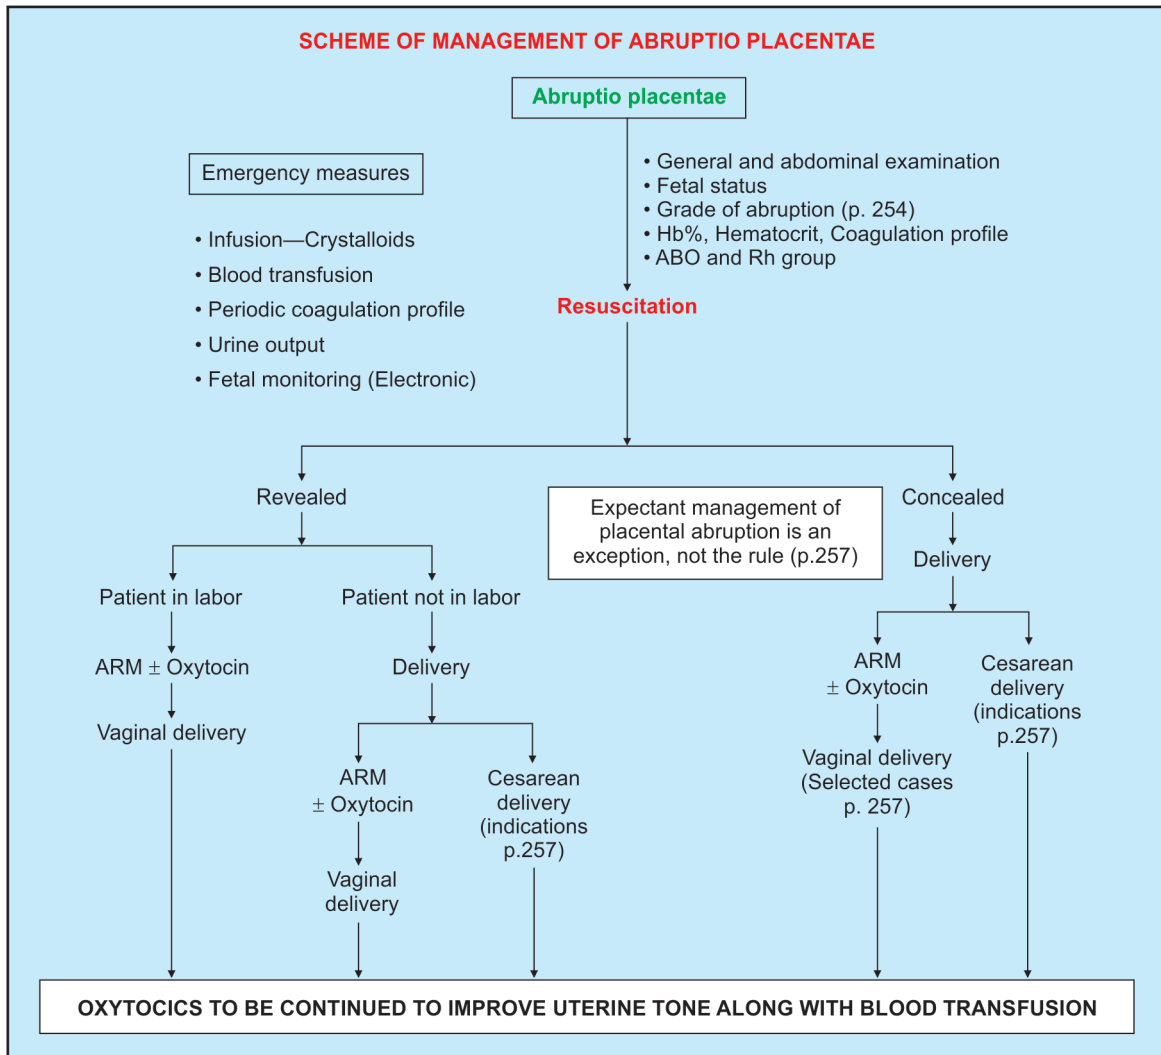 SCHEME OF MANAGEMENT OF ABRUPTIO PLACENTAE
Abruptio placentae
• General and abdominal examination
• Fetal status
• Grade of abruption (p. 254)
• Hb%, Hematocrit, Coagulation profile
• ABO and Rh group
Emergency measures
• Infusion—Crystalloids
• Blood transfusion
• Periodic coagulation profile
• Urine output
• Fetal monitoring (Electronic)
Resuscitation
Revealed
Expectant management of
placental abruption is an
exception, not the rule (p.257)
Concealed
Patient in labor
ARM ± Oxytocin
Vaginal delivery
Patient not in labor
Delivery
ARM
± Oxytocin
Vaginal
delivery
Cesarean
delivery
(indications
p.257)
Delivery
ARM
± Oxytocin
Vaginal delivery
(Selected cases
p. 257)
Cesarean
delivery
(indications
p.257)
OXYTOCICS TO BE CONTINUED TO IMPROVE UTERINE TONE ALONG WITH BLOOD TRANSFUSION